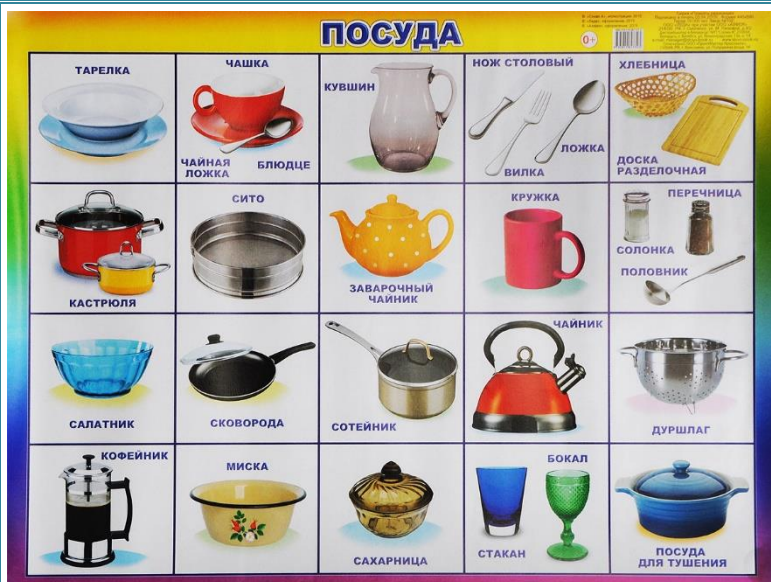 ПОСУДА
0+
ТАРЕЛКА
ЧАШКА
ЧАЙНАЯ
ЛОЖКА
БЛЮДЦЕ
КУВШИН
НОЖ СТОЛОВЫЙ
ЛОЖКА
ВИЛКА
ХЛЕБНИЦА
ДОСКА
РАЗДЕЛОЧНАЯ
КАСТРЮЛЯ
СИТО
ЗАВАРОЧНЫЙ
ЧАЙНИК
КРУЖКА
ПЕРЕЧНИЦА
СОЛОНКА
ПОЛОВНИК
САЛАТНИК
СКОВОРОДА
СОТЕЙНИК
ЧАЙНИК
ДУРШЛАГ
КОФЕЙНИК
МИСКА
САХАРНИЦА
БОКАЛ
СТАКАН
ПОСУДА
ДЛЯ ТУШЕНИЯ